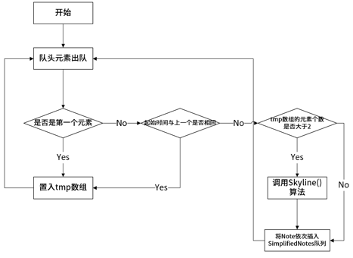 开始
队头元素出队
是否是第一个元素
No
起始时间与上一个是否相同
No
tmp数组的元素个数
是否大于2
Yes
Yes
Yes
No
置入tmp数组
调用Skyline()
算法
将Note依次插入
SimplifiedNotes队列